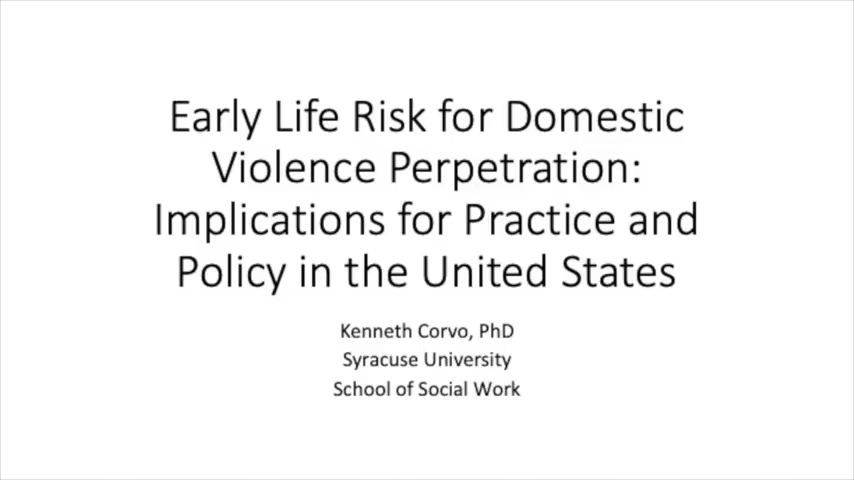 Early Life Risk for Domestic
Violence Perpetration:
Implications for Practice and
Policy in the United States
Kenneth Corvo, PhD
Syracuse University
School of Social Work